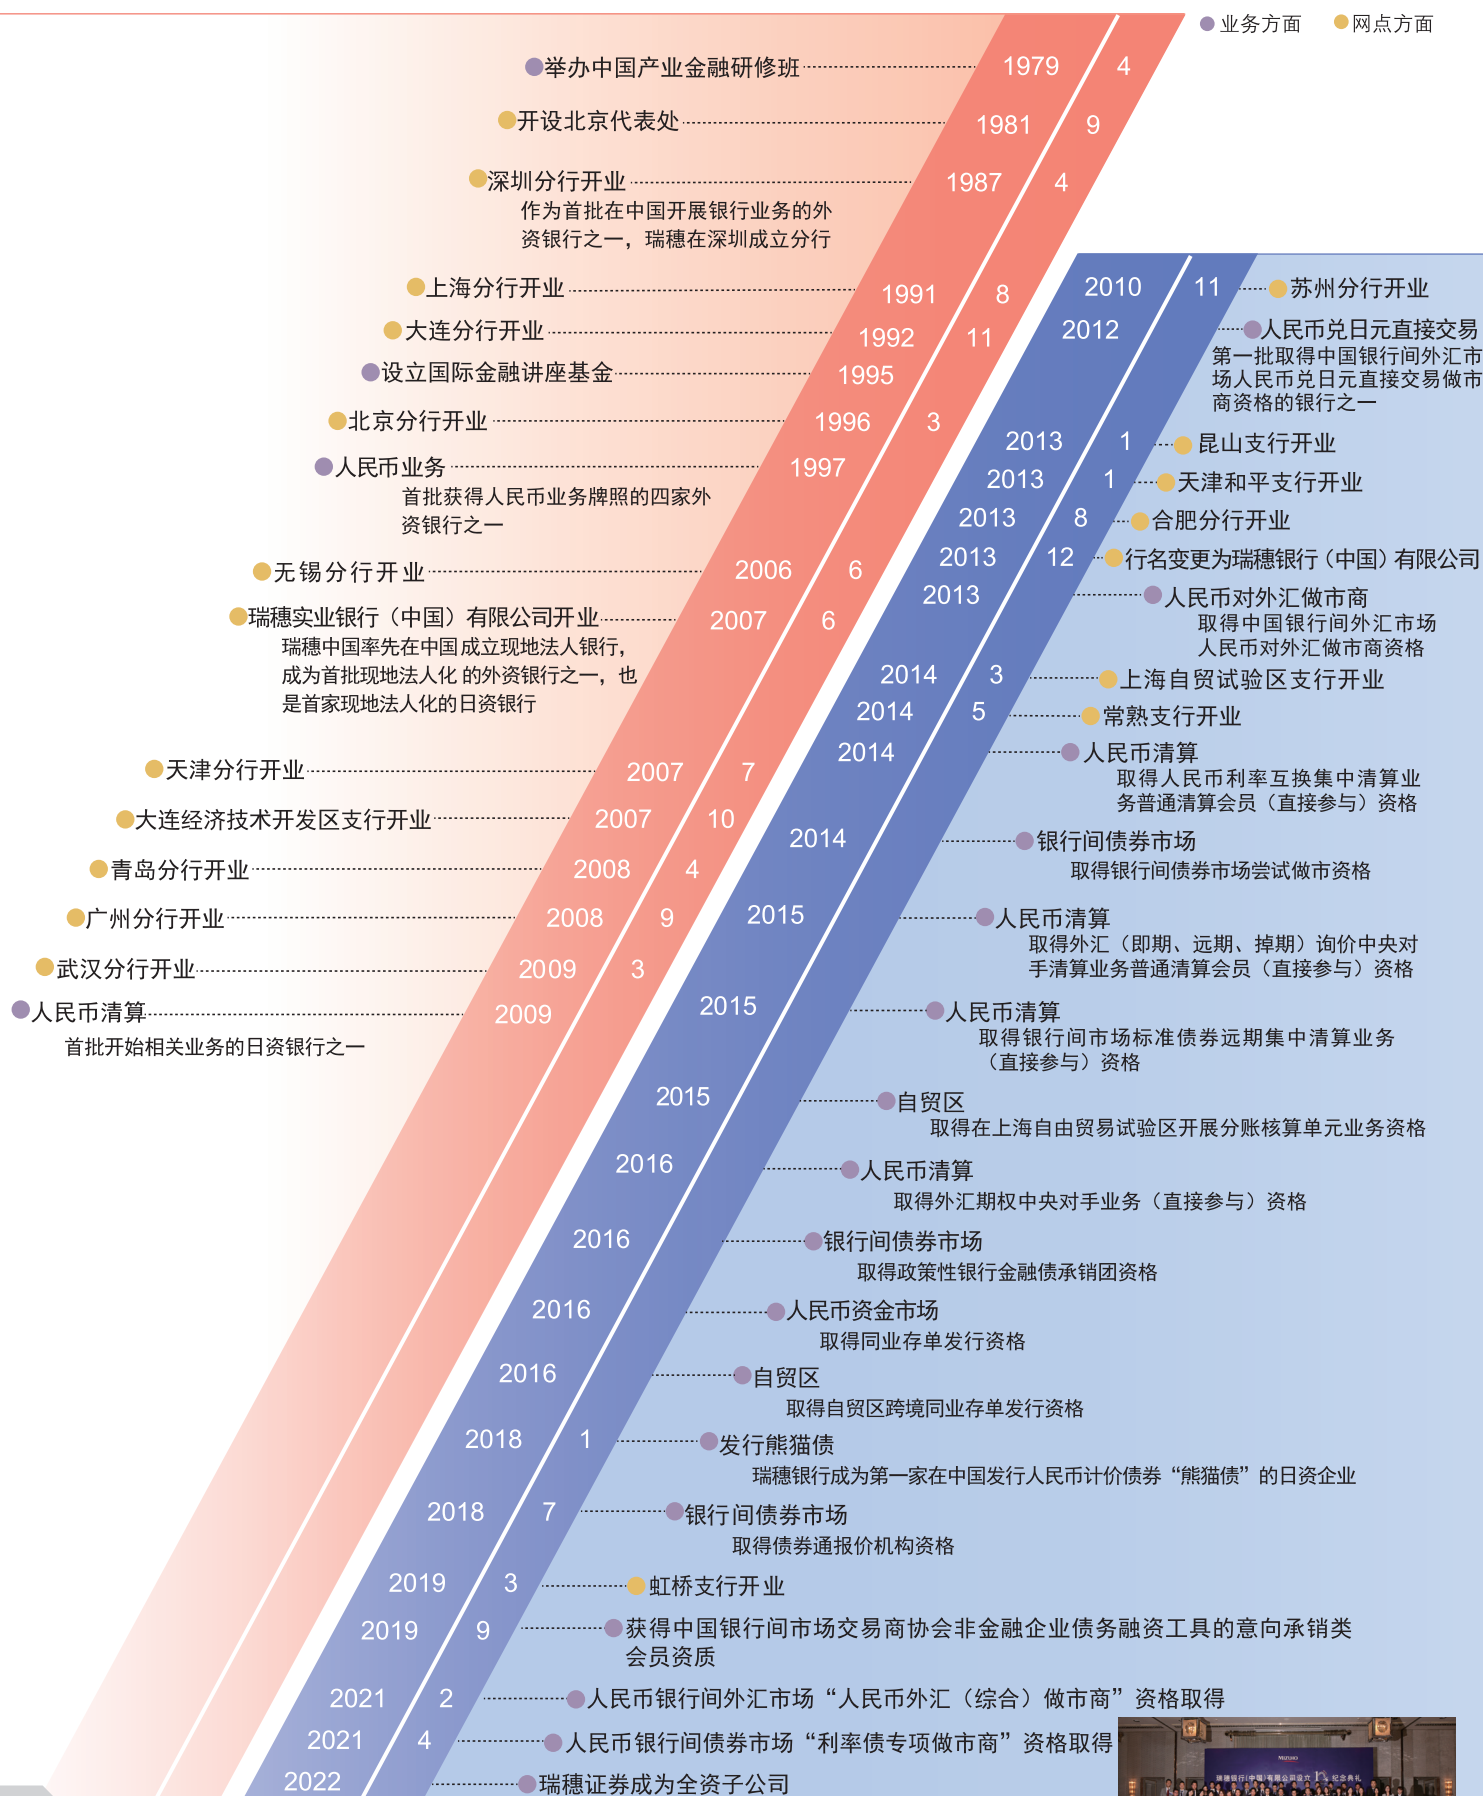 业务方面 网点方面
举办中国产业金融研修班 1979 4
开设北京代表处 1981 9
深圳分行开业 1987 4
作为首批在中国开展银行业务的外
资银行之一，瑞穗在深圳成立分行
上海分行开业 1991 8
大连分行开业 1992 11
设立国际金融讲座基金 1995
北京分行开业 1996 3
人民币业务 1997
首批获得人民币业务牌照的四家外
资银行之一
无锡分行开业 2006 6
瑞穗实业银行（中国）有限公司开业 2007 6
瑞穗中国率先在中国成立现地法人银行，
成为首批现地法人化的外资银行之一，也
是首家现地法人化的日资银行
天津分行开业 2007 7
大连经济技术开发区支行开业 2007 10
青岛分行开业 2008 4
广州分行开业 2008 9
武汉分行开业 2009 3
人民币清算 2009
首批开始相关业务的日资银行之一
2010 11 苏州分行开业
2012 人民币兑日元直接交易
第一批取得中国银行间外汇市
场人民币兑日元直接交易做市
商资格的银行之一
2013 1 昆山支行开业
2013 1 天津和平支行开业
2013 8 合肥分行开业
2013 12 行名变更为瑞穗银行（中国）有限公司
2013 人民币对外汇做市商
取得中国银行间外汇市场
人民币对外汇做市商资格
2014 3 上海自贸试验区支行开业
2014 5 常熟支行开业
2014 人民币清算
取得人民币利率互换集中清算业
务普通清算会员（直接参与）资格
2014 银行间债券市场
取得银行间债券市场尝试做市资格
2015 人民币清算
取得外汇（即期、远期、掉期）询价中央对
手清算业务普通清算会员（直接参与）资格
2015 人民币清算
取得银行间市场标准债券远期集中清算业务
（直接参与）资格
2015 自贸区
取得在上海自由贸易试验区开展分账核算单元业务资格
2016 人民币清算
取得外汇期权中央对手业务（直接参与）资格
2016 银行间债券市场
取得政策性银行金融债承销团资格
2016 人民币资金市场
取得同业存单发行资格
2016 自贸区
取得自贸区跨境同业存单发行资格
2018 1 发行熊猫债
瑞穗银行成为第一家在中国发行人民币计价债券“熊猫债”的日资企业
2018 7 银行间债券市场
取得债券通报价机构资格
2019 3 虹桥支行开业
2019 9 获得中国银行间市场交易商协会非金融企业债务融资工具的意向承销类
会员资质
2021 2 人民币银行间外汇市场“人民币外汇（综合）做市商”资格取得
2021 4 人民币银行间债券市场“利率债专项做市商”资格取得
2022 瑞穗证券成为全资子公司
MIZUHO
瑞穗银行(中国)有限公司设立 纪念典礼